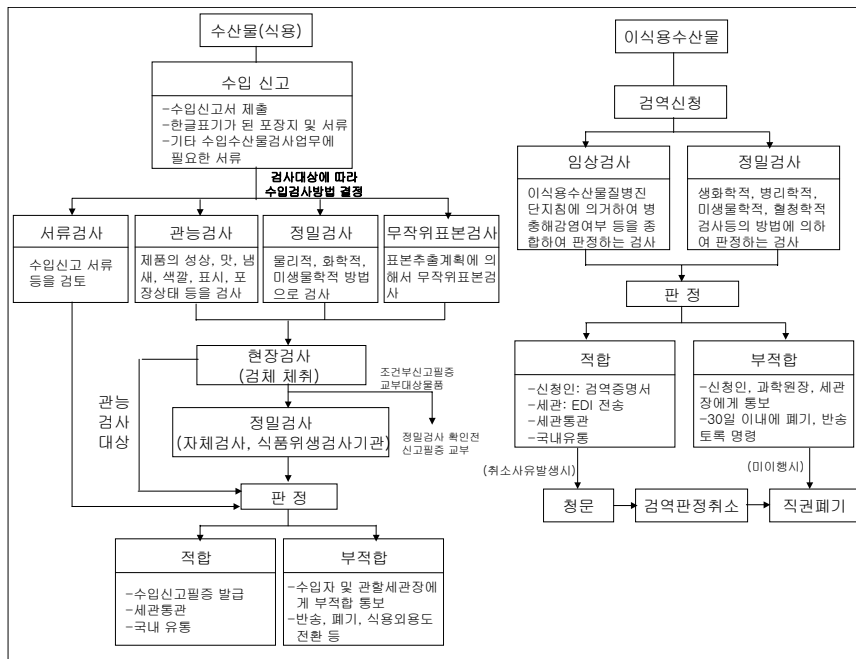 수산물(식용)
수입 신고
-수입신고서 제출
-한글표기가 된 포장지 및 서류
-기타 수입수산물검사업무에
필요한 서류
검사대상에 따라
수입검사방법 결정
서류검사
수입신고 서류
등을 검토
관능검사
제품의 성상, 맛, 냄
새, 색깔, 표시, 포
장상태 등을 검사
정밀검사
물리적, 화학적,
미생물학적 방법
으로 검사
무작위표본검사
표본추출계획에 의
해서 무작위표본검
사
현장검사
(검체 채취)
조건부신고필증
교부대상물품
관능
검사
대상
정밀검사
(자체검사, 식품위생검사기관)
정밀검사 확인전
신고필증 교부
판 정
적합
-수입신고필증 발급
-세관통관
-국내 유통
부적합
-수입자 및 관할세관장에
게 부적합 통보
-반송, 폐기, 식용외용도
전환 등
이식용수산물
검역신청
임상검사
이식용수산물질병진
단지침에 의거하여 병
충해감염여부 등을 종
합하여 판정하는 검사
정밀검사
생화학적, 병리학적,
미생물학적, 혈청학적
검사등의 방법에 의하
여 판정하는 검사
판 정
적합
-신청인: 검역증명서
-세관: EDI 전송
-세관통관
-국내유통
부적합
-신청인, 과학원장, 세관
장에게 통보
-30일 이내에 폐기, 반송
토록 명령
(취소사유발생시)
(미이행시)
청문
검역판정취소
직권폐기